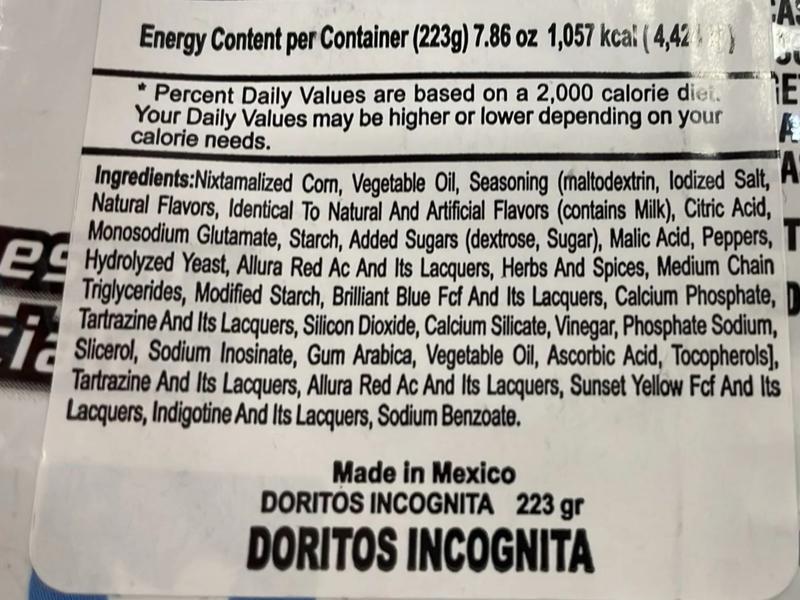 Energy Content per Container (223g) 7.86 oz 1,057 kcal ( 4,42
* Percent Daily Values are based on a 2,000 calorie diet.
Your Daily Values may be higher or lower depending on your
calorie needs.
Ingredients:Nixtamalized Corn, Vegetable Oil, Seasoning (maltodextrin, Iodized Salt,
Natural Flavors, Identical To Natural And Artificial Flavors (contains Milk), Citric Acid,
Monosodium Glutamate, Starch, Added Sugars (dextrose, Sugar), Malic Acid, Peppers,
Hydrolyzed Yeast, Allura Red Ac And Its Lacquers, Herbs And Spices, Medium Chain
Triglycerides, Modified Starch, Brilliant Blue Fcf And Its Lacquers, Calcium Phosphate,
Tartrazine And Its Lacquers, Silicon Dioxide, Calcium Silicate, Vinegar, Phosphate Sodium,
Slicerol, Sodium Inosinate, Gum Arabica, Vegetable Oil, Ascorbic Acid, Tocopherols],
Tartrazine And Its Lacquers, Allura Red Ac And Its Lacquers, Sunset Yellow Fcf And Its
Lacquers, Indigotine And Its Lacquers, Sodium Benzoate.
Made in Mexico
DORITOS INCOGNITA 223 gr
DORITOS INCOGNITA